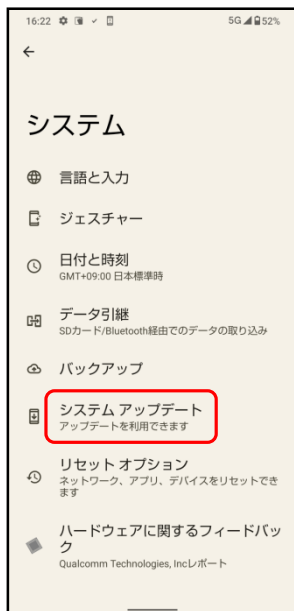 16:22 5G 52%
システム
言語と入力
ジェスチャー
日付と時刻
GMT+09:00 日本標準時
データ引継
SDカード/Bluetooth経由でのデータの取り込み
バックアップ
システム アップデート
アップデートを利用できます
リセット オプション
ネットワーク、アプリ、デバイスをリセットでき
ます
ハードウェアに関するフィードバッ
ク
Qualcomm Technologies, Incレポート